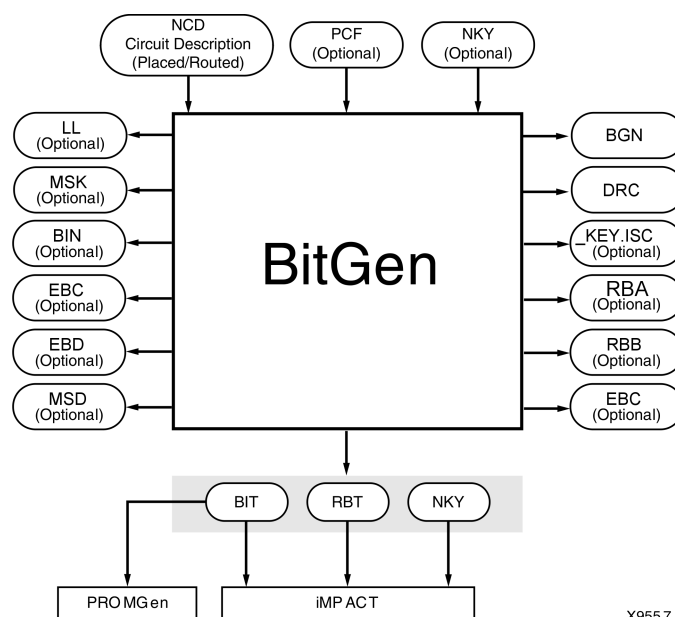 NCD
Circuit Description
(Placed/Routed)
PCF
(Optional)
NKY
(Optional)
LL
(Optional)
MSK
(Optional)
BIN
(Optional)
EBC
(Optional)
EBD
(Optional)
MSD
(Optional)
BitGen
BGN
DRC
_KEY.ISC
(Optional)
RBA
(Optional)
RBB
(Optional)
EBC
(Optional)
BIT
RBT
NKY
PROMGen
iMPACT
X9557